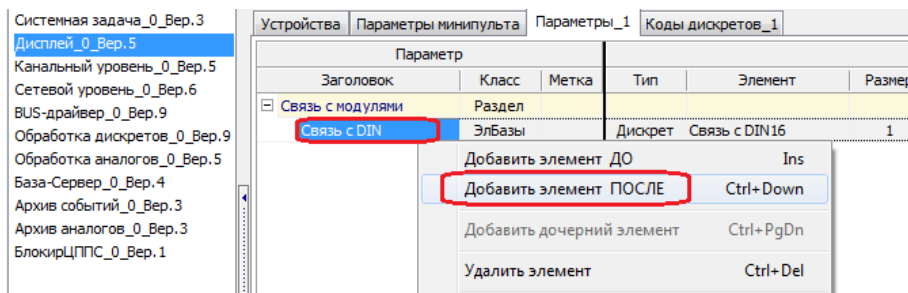 Системная задача_0_Вер.3
Дисплей_0_Вер.5
Канальный уровень_0_Вер.5
Сетевой уровень_0_Вер.6
BUS-драйвер_0_Вер.9
Обработка дискретов_0_Вер.9
Обработка аналогов_0_Вер.5
База-Сервер_0_Вер.4
Архив событий_0_Вер.3
Архив аналогов_0_Вер.3
БлокирЦППС_0_Вер.1
Устройства Параметры минипульта Параметры_1 Коды дискретов_1
Параметр
Заголовок Класс Метка Тип Элемент Размер
Связь с модулями Раздел
Связь с DIN ЭлБазы Дискрет Связь с DIN16 1
Добавить элемент ДО Ins
Добавить элемент ПОСЛЕ Ctrl+Down
Добавить дочерний элемент Ctrl+PgDn
Удалить элемент Ctrl+Del